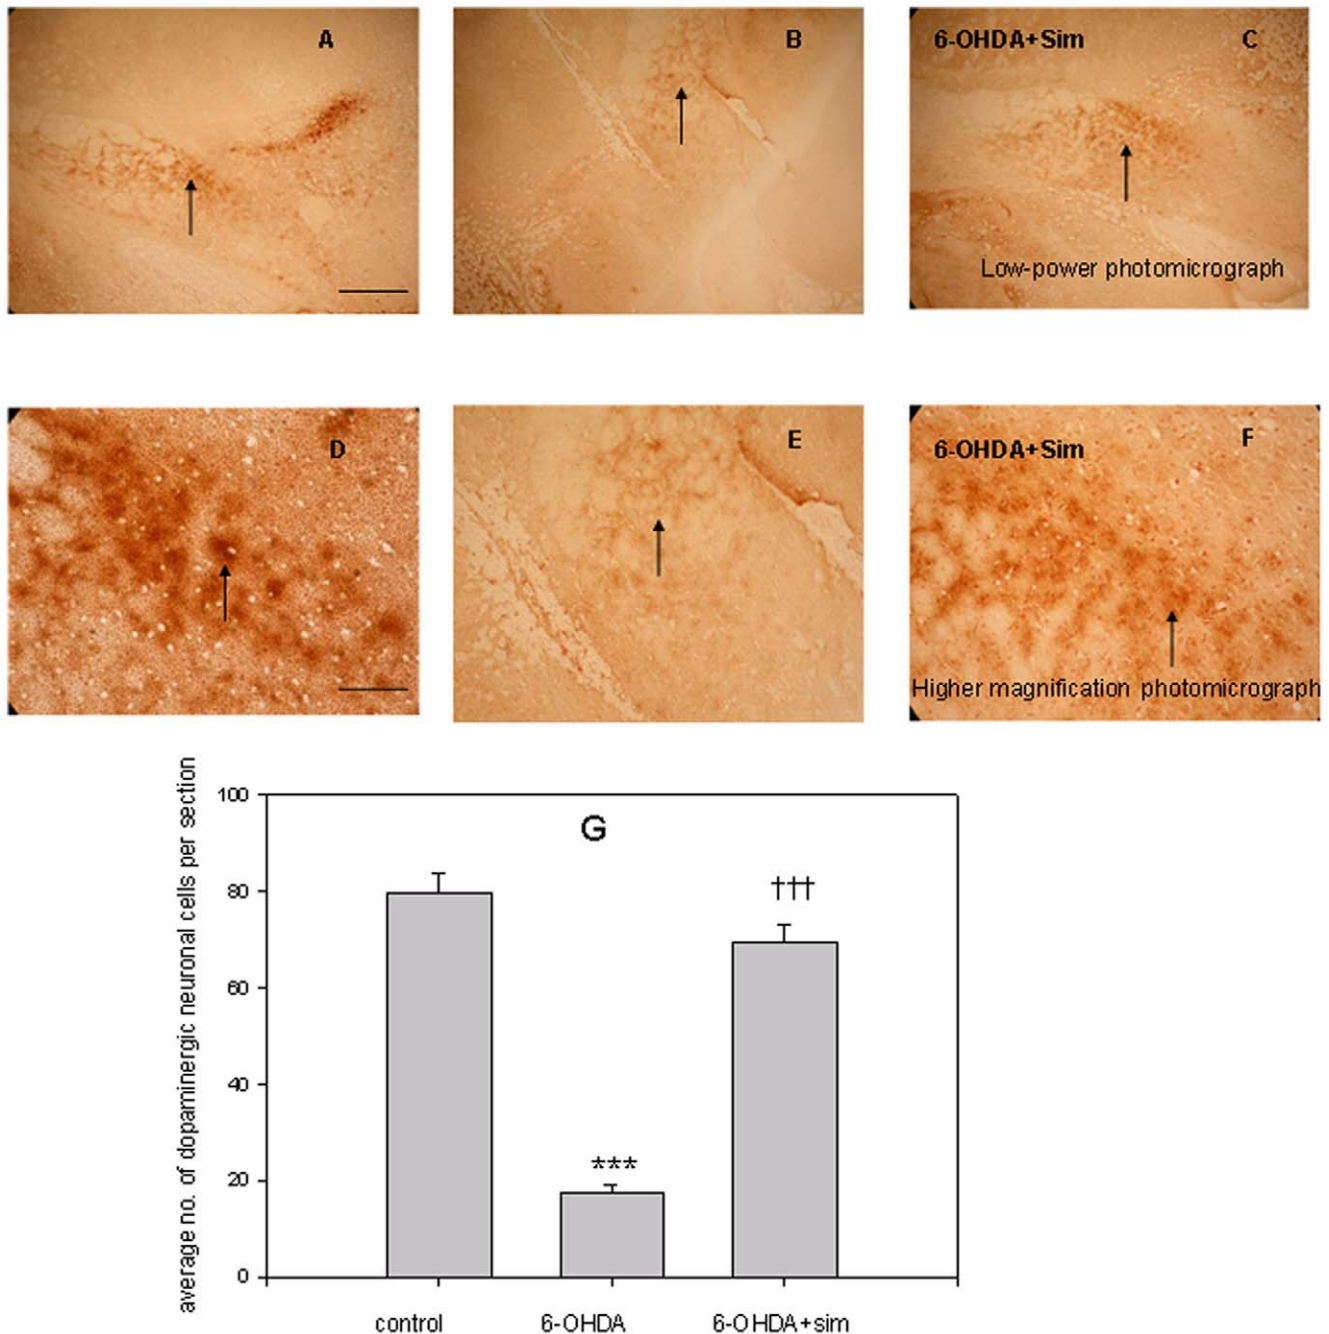 A
B
6-OHDA+Sim C
Low-power photomicrograph
D
E
6-OHDA+Sim F
Higher magnification photomicrograph
G
average no. of dopaminergic neuronal cells per section
100
80
60
40
20
0
***
†††
control 6-OHDA 6-OHDA+sim